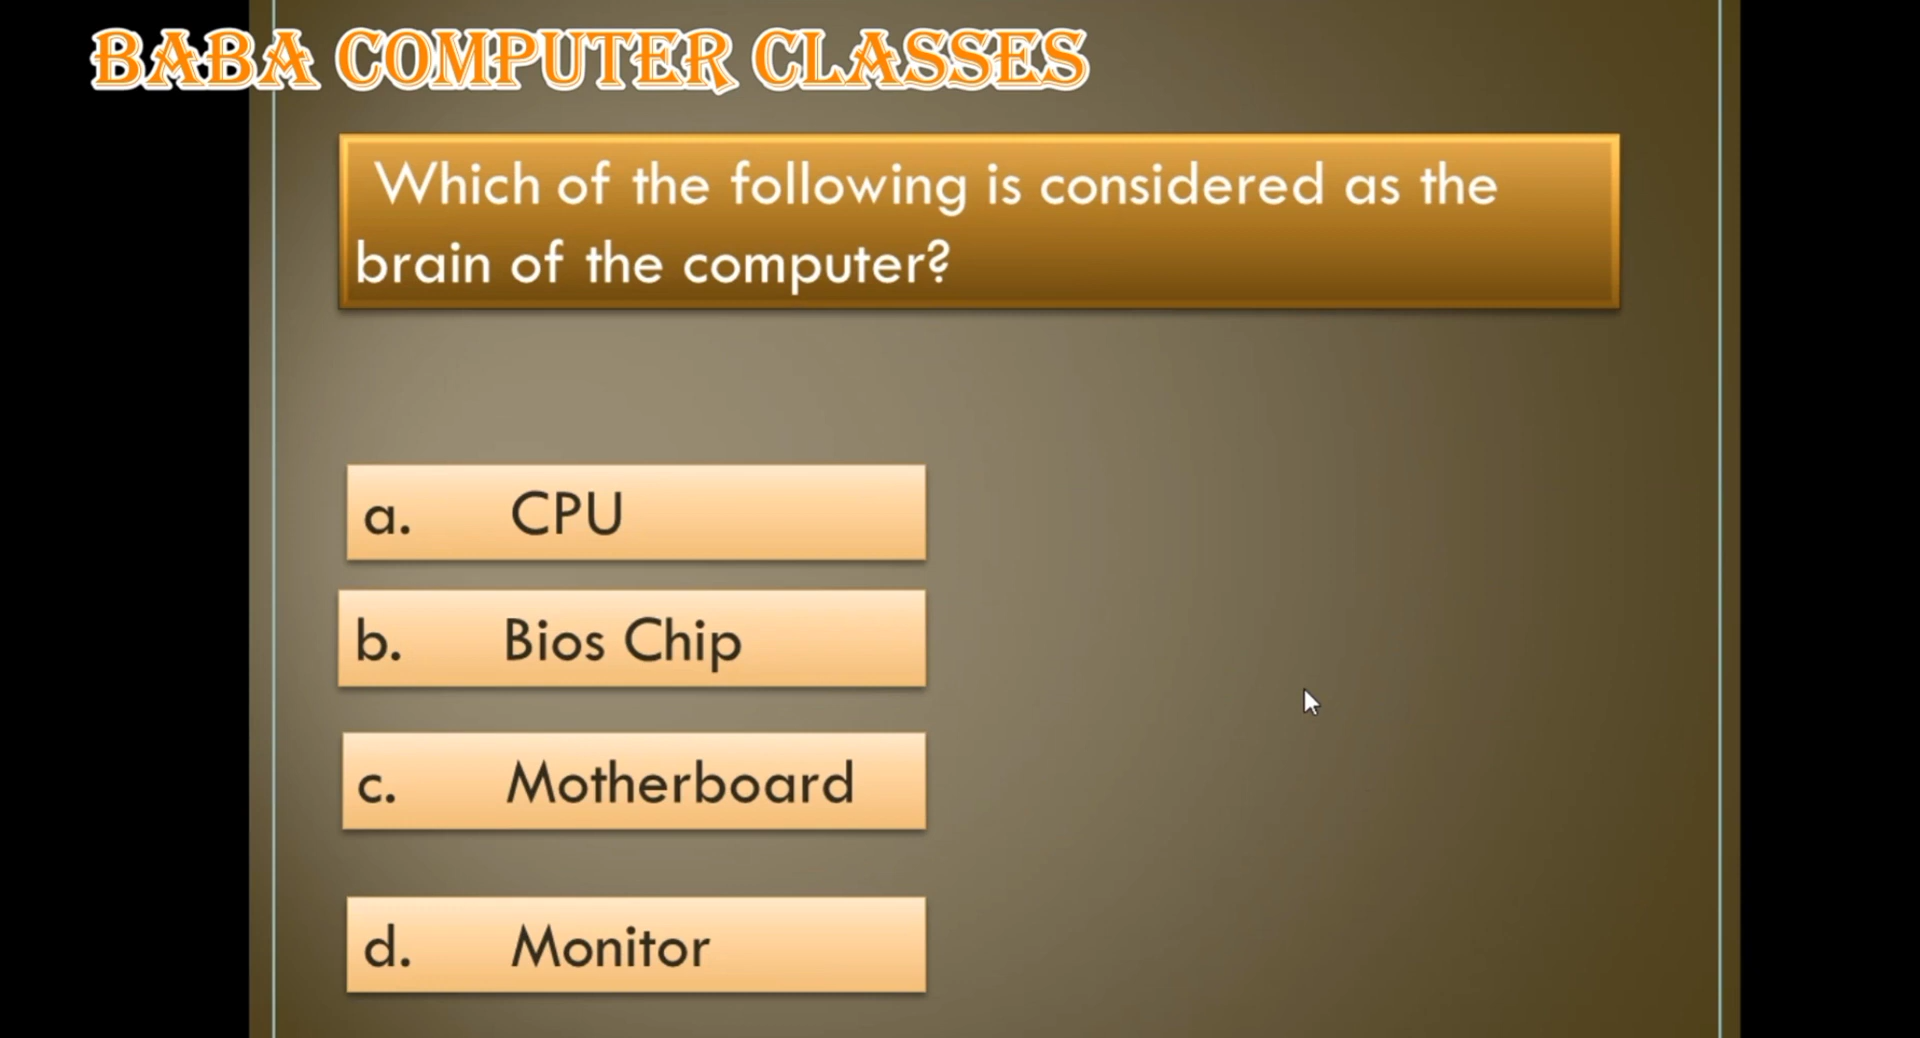 BABA COMPUTER CLASSES
Which of the following is considered as the
brain of the computer?
a. CPU
b. Bios Chip
c. Motherboard
d. Monitor